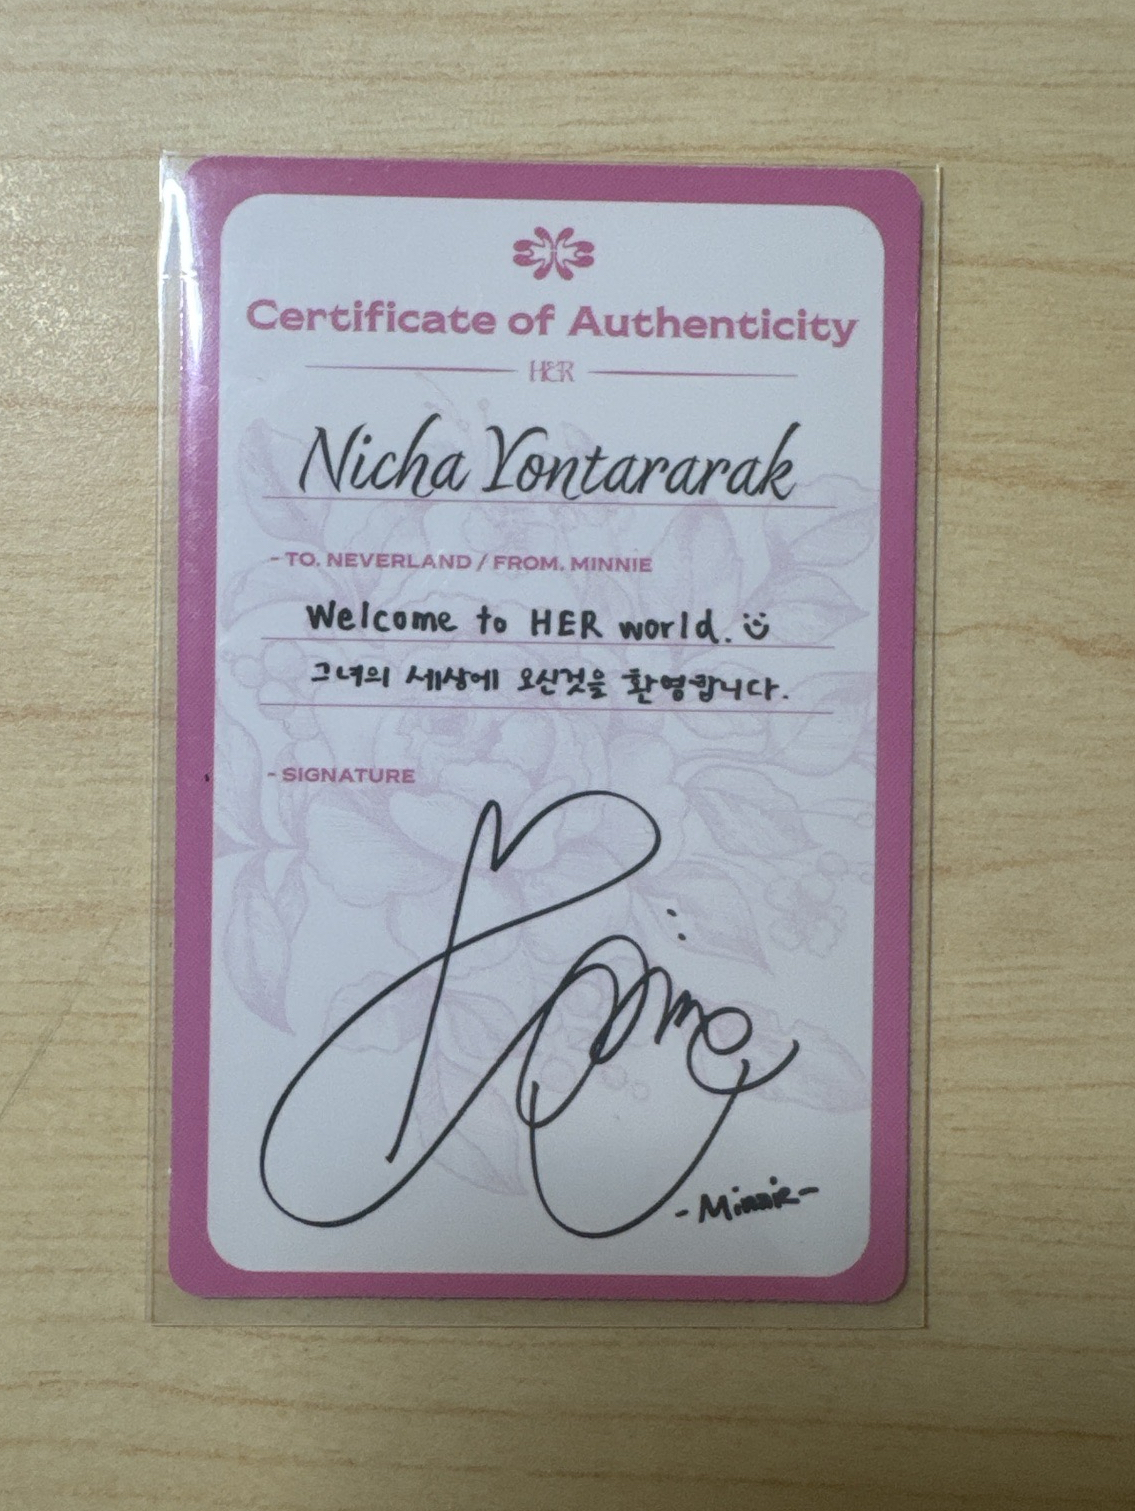 Certificate of Authenticity
HER
Nicha Yontararak
- TO. NEVERLAND / FROM. MINNIE
Welcome to HER world.
그녀의 세상에 오신것을 환영합니다.
- SIGNATURE
-Minnie-